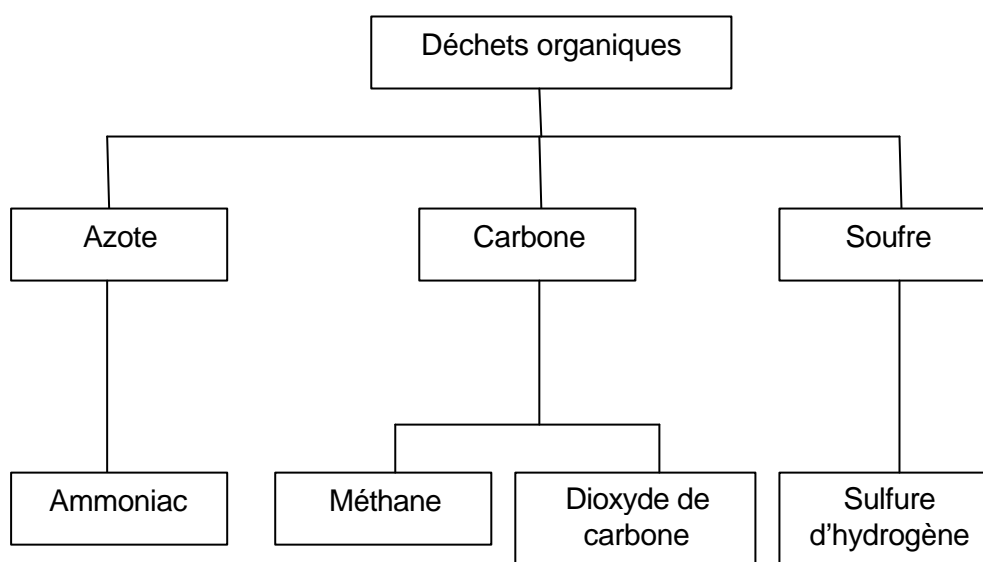 Déchets organiques
Azote
Carbone
Soufre
Ammoniac
Méthane
Dioxyde de
carbone
Sulfure
d'hydrogène